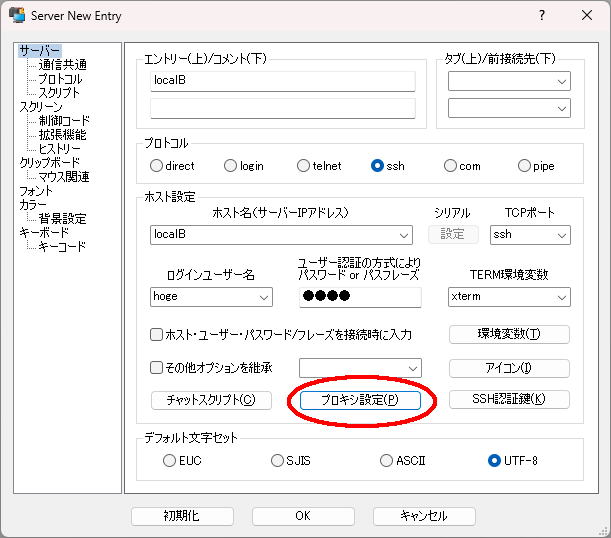 Server New Entry
サーバー
通信共通
プロトコル
スクリプト
スクリーン
制御コード
拡張機能
ヒストリー
クリップボード
マウス関連
フォント
カラー
背景設定
キーボード
キーコード
エントリー(上)/コメント(下)
タブ(上)/前接続先(下)
localB
プロトコル
direct
login
telnet
ssh
com
pipe
ホスト設定
ホスト名(サーバーIPアドレス)
シリアル
TCPポート
localB
設定
ssh
ログインユーザー名
ユーザー認証の方式により
パスワード or パスフレーズ
TERM環境変数
hoge
●●●●
xterm
ホスト・ユーザー・パスワード/フレーズを接続時に入力
環境変数(T)
その他オプションを継承
アイコン(I)
チャットスクリプト(C)
プロキシ設定(P)
SSH認証鍵(K)
デフォルト文字セット
EUC
SJIS
ASCII
UTF-8
初期化
OK
キャンセル